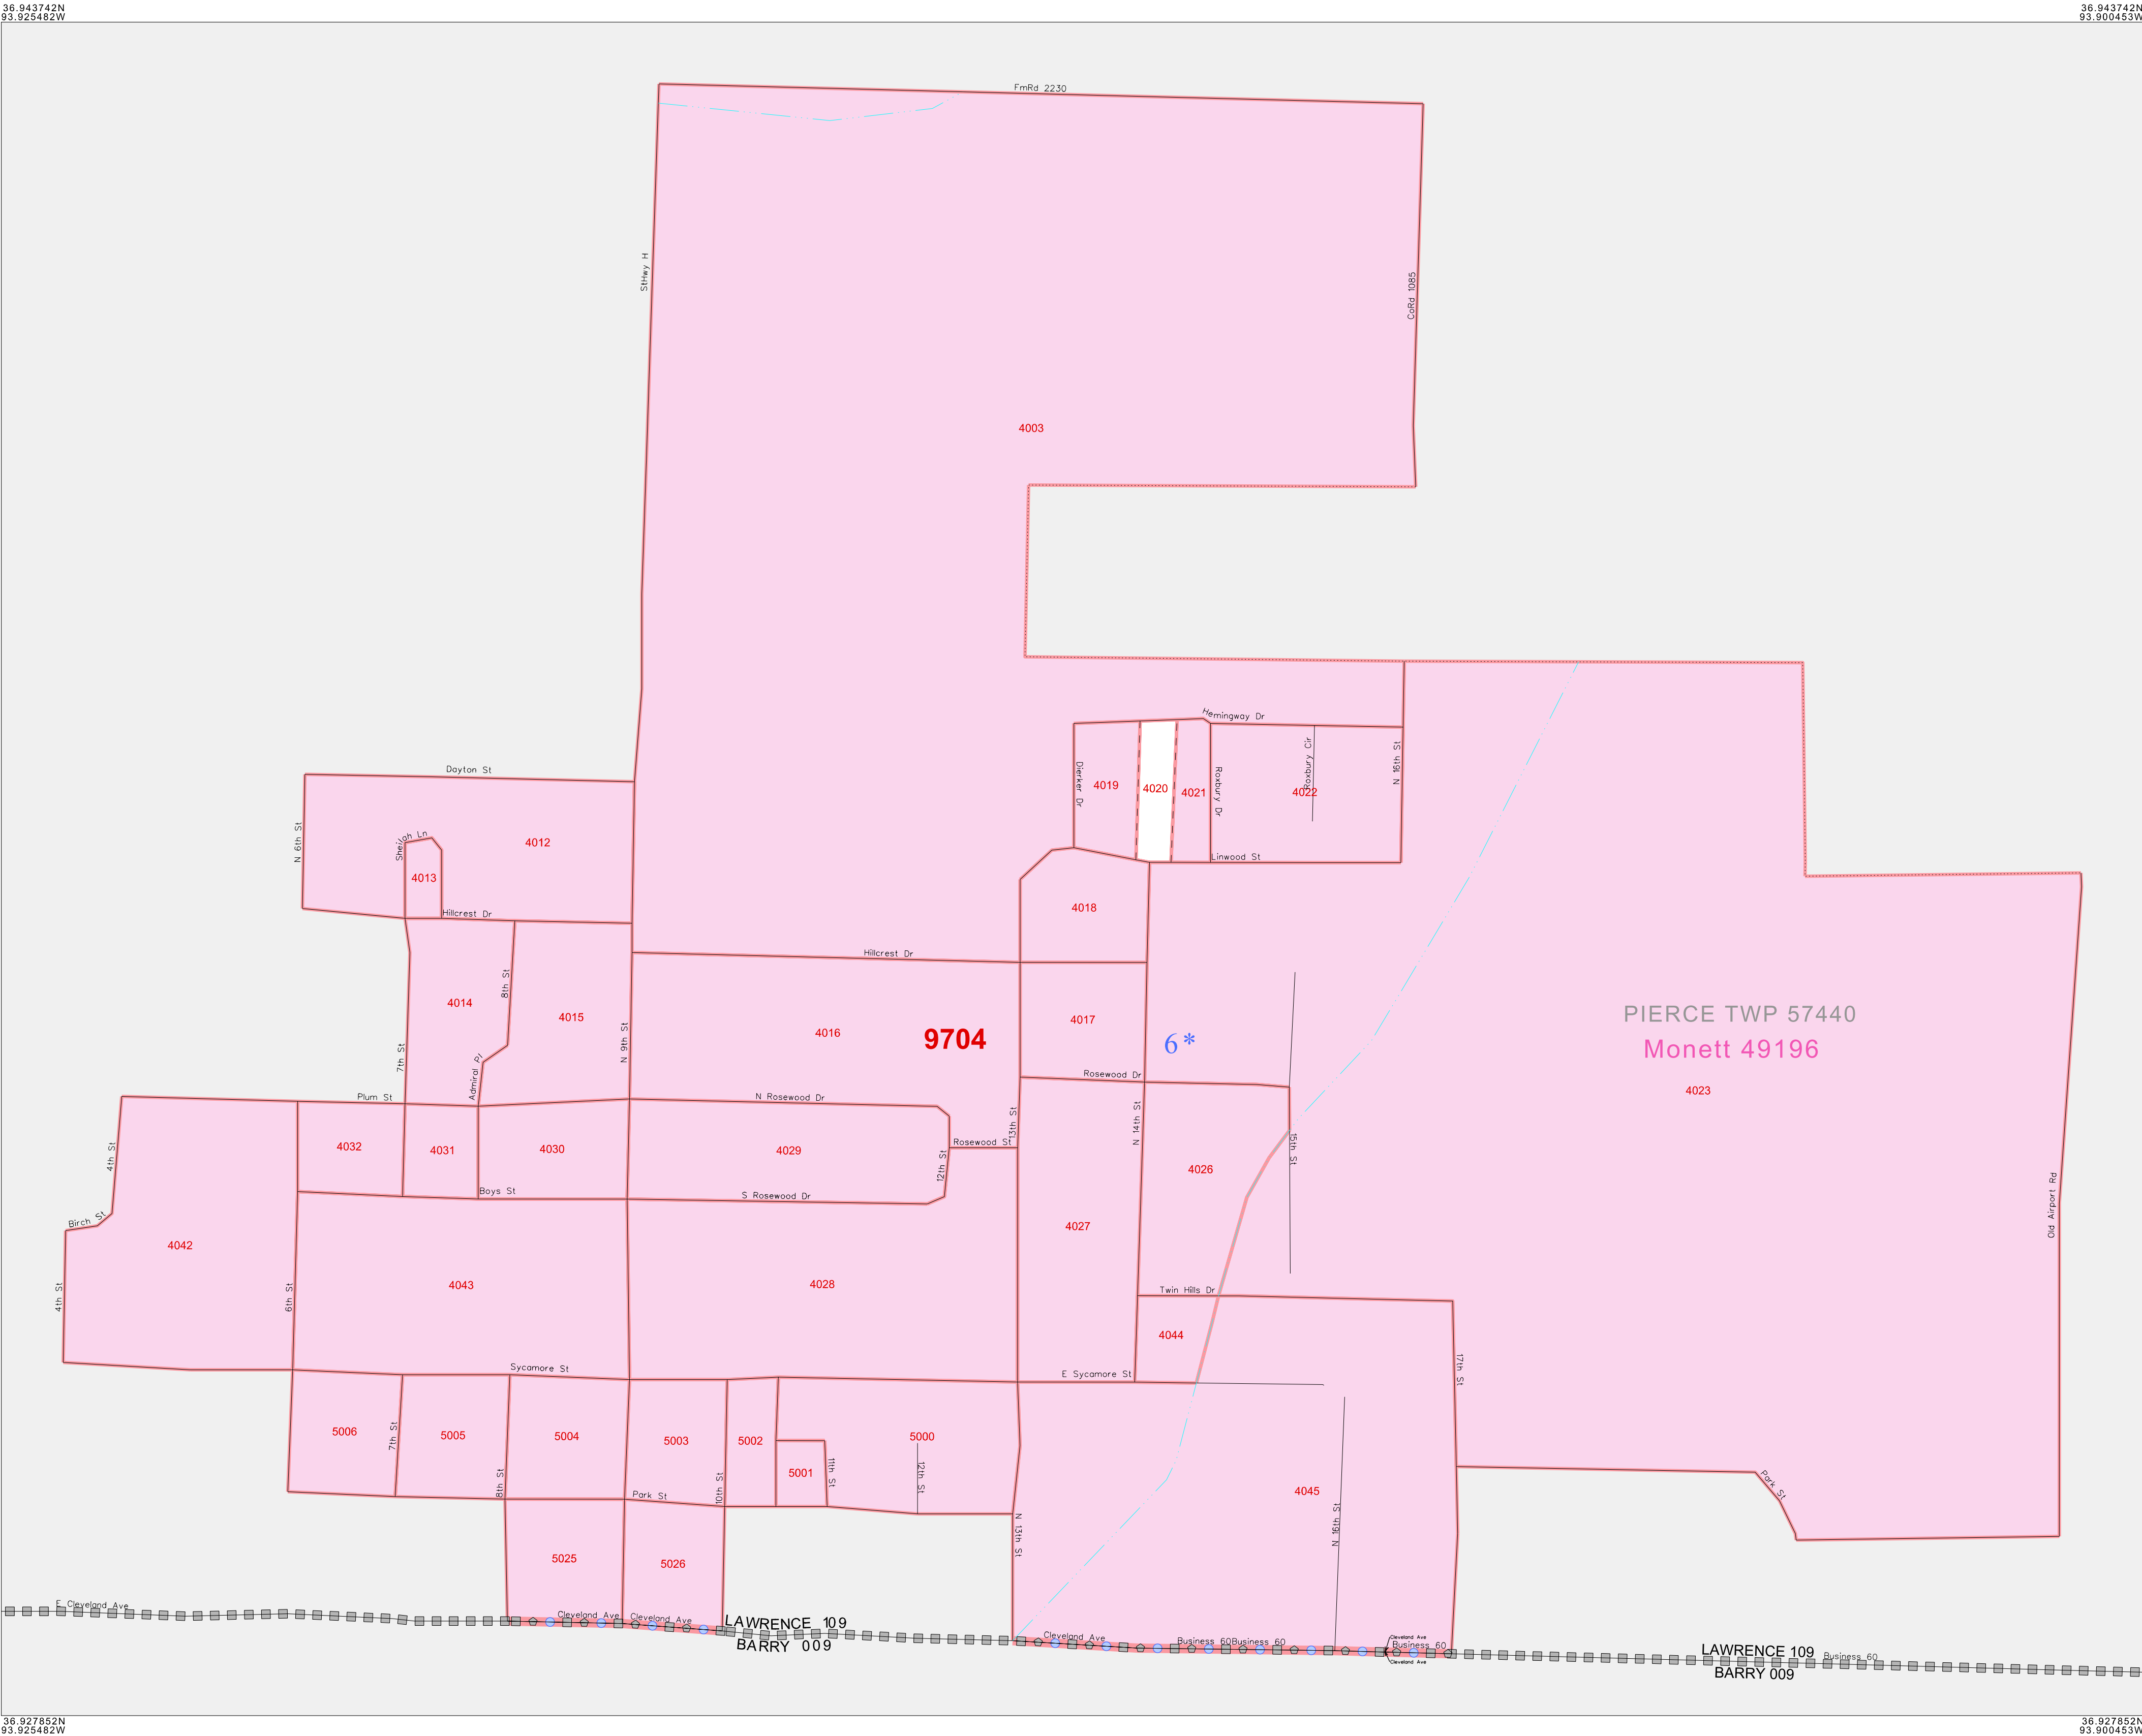 36.943742N
93.925482W
36.943742N
93.900453W
FmRd 2230
StHwy H
CoRd 1085
4003
Hemingway Dr
Roxbury Cir
N 16th St
Dierker Dr
4019
4020
4021
Roxbury Dr
4022
Linwood St
Dayton St
N 6th St
Sheilah Ln
4012
4013
Hillcrest Dr
4018
Hillcrest Dr
8th St
4014
4015
N 9th St
4016
9704
4017
6*
PIERCE TWP 57440
Monett 49196
7th St
Admiral Pl
Rosewood Dr
4023
Plum St
N Rosewood Dr
13th St
N 14th St
4th St
4032
4031
4030
4029
Rosewood St
12th St
15th St
4026
Boys St
S Rosewood Dr
Birch St
4042
4027
Old Airport Rd
4th St
6th St
4043
4028
Twin Hills Dr
4044
Sycamore St
E Sycamore St
17th St
5006
7th St
5005
5004
5003
5002
5000
5001
11th St
12th St
8th St
Park St
10th St
4045
Park St
N 16th St
N 13th St
5025
5026
E Cleveland Ave
Cleveland Ave
Cleveland Ave
LAWRENCE 109
BARRY 009
Cleveland Ave
Business 60
Business 60
Cleveland Ave
Business 60
Cleveland Ave
LAWRENCE 109
Business 60
BARRY 009
36.927852N
93.925482W
36.927852N
93.900453W